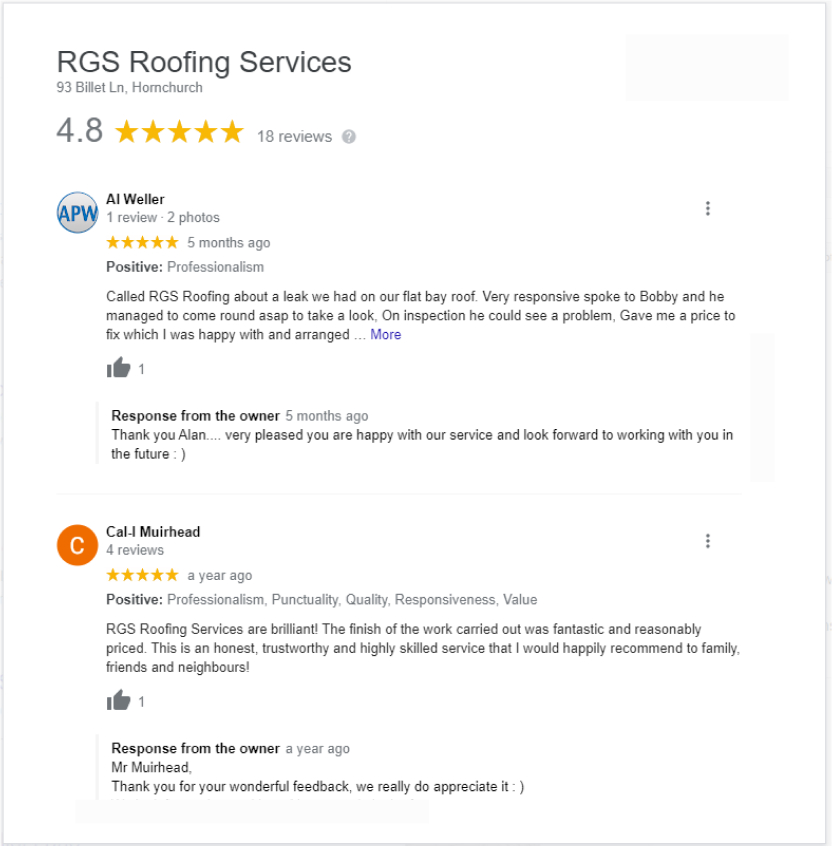 RGS Roofing Services
93 Billet Ln, Hornchurch
4.8 18 reviews ?
APW
Al Weller
1 review · 2 photos
5 months ago
Positive: Professionalism
Called RGS Roofing about a leak we had on our flat bay roof. Very responsive spoke to Bobby and he
managed to come round asap to take a look, On inspection he could see a problem, Gave me a price to
fix which I was happy with and arranged ... More
1
Response from the owner 5 months ago
Thank you Alan.... very pleased you are happy with our service and look forward to working with you in
the future : )
C
Cal-I Muirhead
4 reviews
a year ago
Positive: Professionalism, Punctuality, Quality, Responsiveness, Value
RGS Roofing Services are brilliant! The finish of the work carried out was fantastic and reasonably
priced. This is an honest, trustworthy and highly skilled service that I would happily recommend to family,
friends and neighbours!
1
Response from the owner a year ago
Mr Muirhead,
Thank you for your wonderful feedback, we really do appreciate it : )